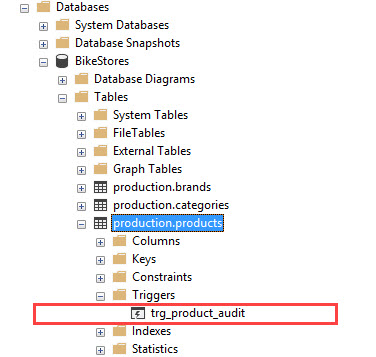 Databases
System Databases
Database Snapshots
BikeStores
Database Diagrams
Tables
System Tables
FileTables
External Tables
Graph Tables
production.brands
production.categories
production.products
Columns
Keys
Constraints
Triggers
trg_product_audit
Indexes
Statistics